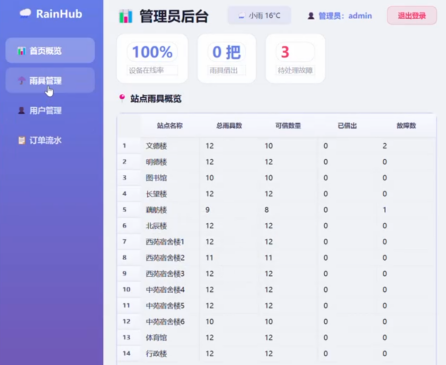 RainHub
首页概览
雨具管理
用户管理
订单流水
管理员后台
小雨 16°C
管理员：admin
退出登录
100%
设备在线率
0 把
雨具借出
3
待处理故障
站点雨具概览
站点名称 总雨具数 可借数量 已借出 故障数
1 文德楼 12 10 0 2
2 明德楼 12 12 0 0
3 图书馆 10 10 0 0
4 长望楼 12 12 0 0
5 藕舫楼 9 8 0 1
6 北辰楼 12 12 0 0
7 西苑宿舍楼1 12 12 0 0
8 西苑宿舍楼2 11 11 0 0
9 西苑宿舍楼3 12 12 0 0
10 中苑宿舍楼4 12 12 0 0
11 中苑宿舍楼5 12 12 0 0
12 中苑宿舍楼6 10 10 0 0
13 体育馆 12 12 0 0
14 行政楼 12 12 0 0